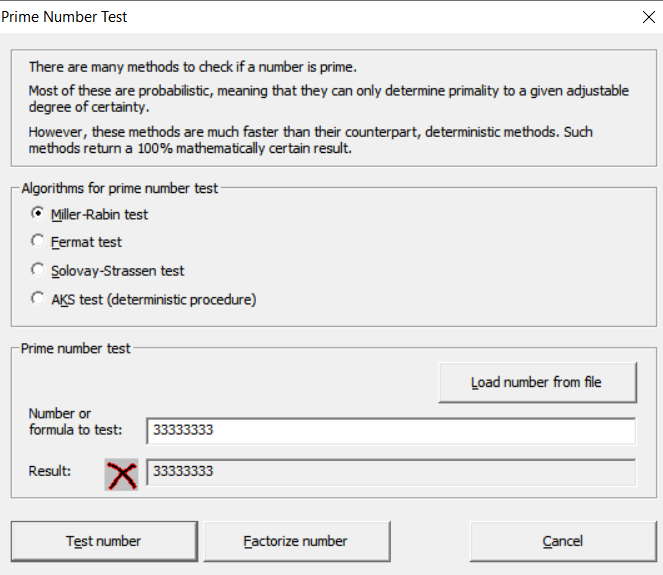 Prime Number Test
There are many methods to check if a number is prime.
Most of these are probabilistic, meaning that they can only determine primality to a given adjustable
degree of certainty.
However, these methods are much faster than their counterpart, deterministic methods. Such
methods return a 100% mathematically certain result.
Algorithms for prime number test
Miller-Rabin test
Fermat test
Solovay-Strassen test
AKS test (deterministic procedure)
Prime number test
Load number from file
Number or
formula to test:
33333333
Result:
33333333
Test number
Factorize number
Cancel